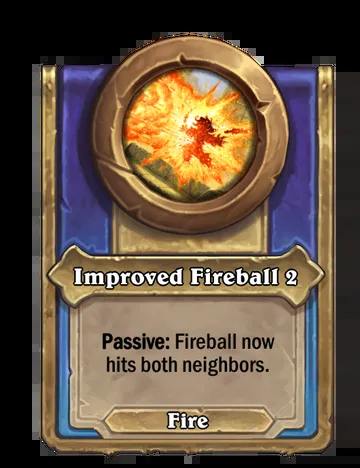 Improved Fireball 2
Passive: Fireball now
hits both neighbors.
Fire